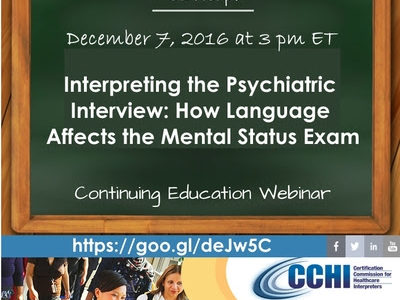 December 7, 2016 at 3 pm ET
Interpreting the Psychiatric
Interview: How Language
Affects the Mental Status Exam
Continuing Education Webinar
https://goo.gl/deJw5C
CCHI
Certification
Commission for
Healthcare
Interpreters